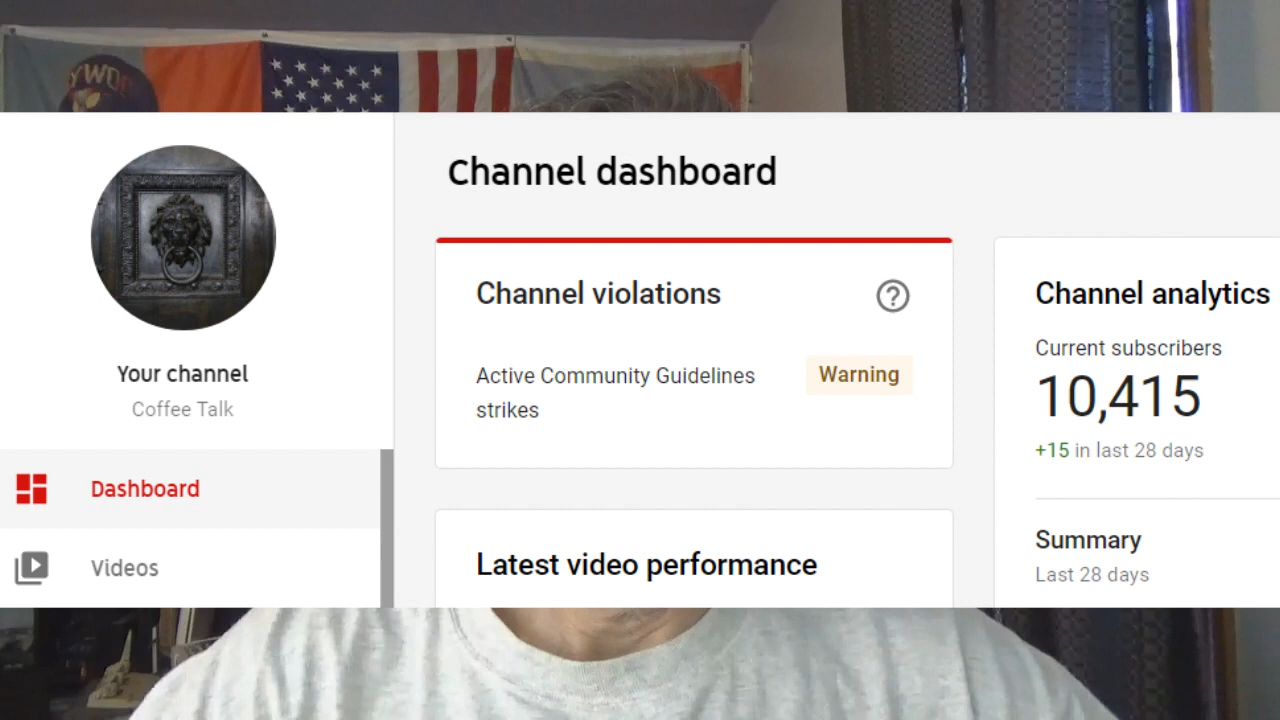 YWOO
Channel dashboard
Channel violations
Active Community Guidelines
strikes
Warning
Channel analytics
Current subscribers
10,415
+15 in last 28 days
Your channel
Coffee Talk
Dashboard
Videos
Latest video performance
Summary
Last 28 days